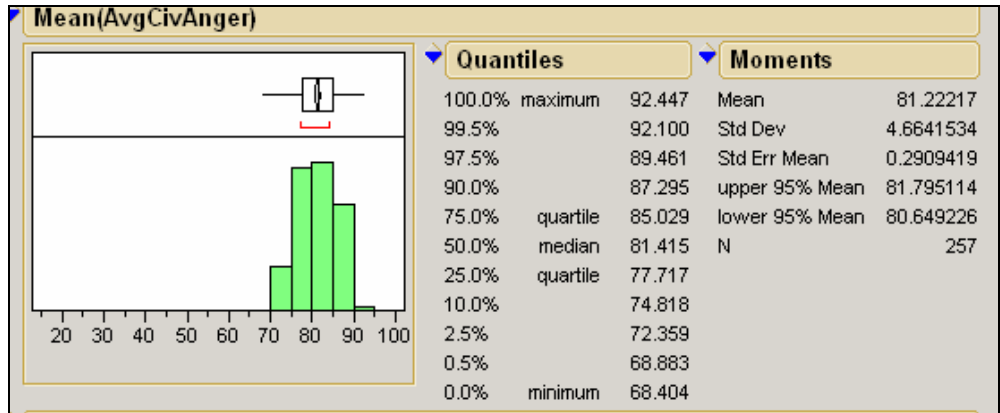 Mean(AvgCivAnger)
20 30 40 50 60 70 80 90 100
Quantiles
100.0% maximum 92.447
99.5% 92.100
97.5% 89.461
90.0% 87.295
75.0% quartile 85.029
50.0% median 81.415
25.0% quartile 77.717
10.0% 74.818
2.5% 72.359
0.5% 68.883
0.0% minimum 68.404
Moments
Mean 81.22217
Std Dev 4.6641534
Std Err Mean 0.2909419
upper 95% Mean 81.795114
lower 95% Mean 80.649226
N 257